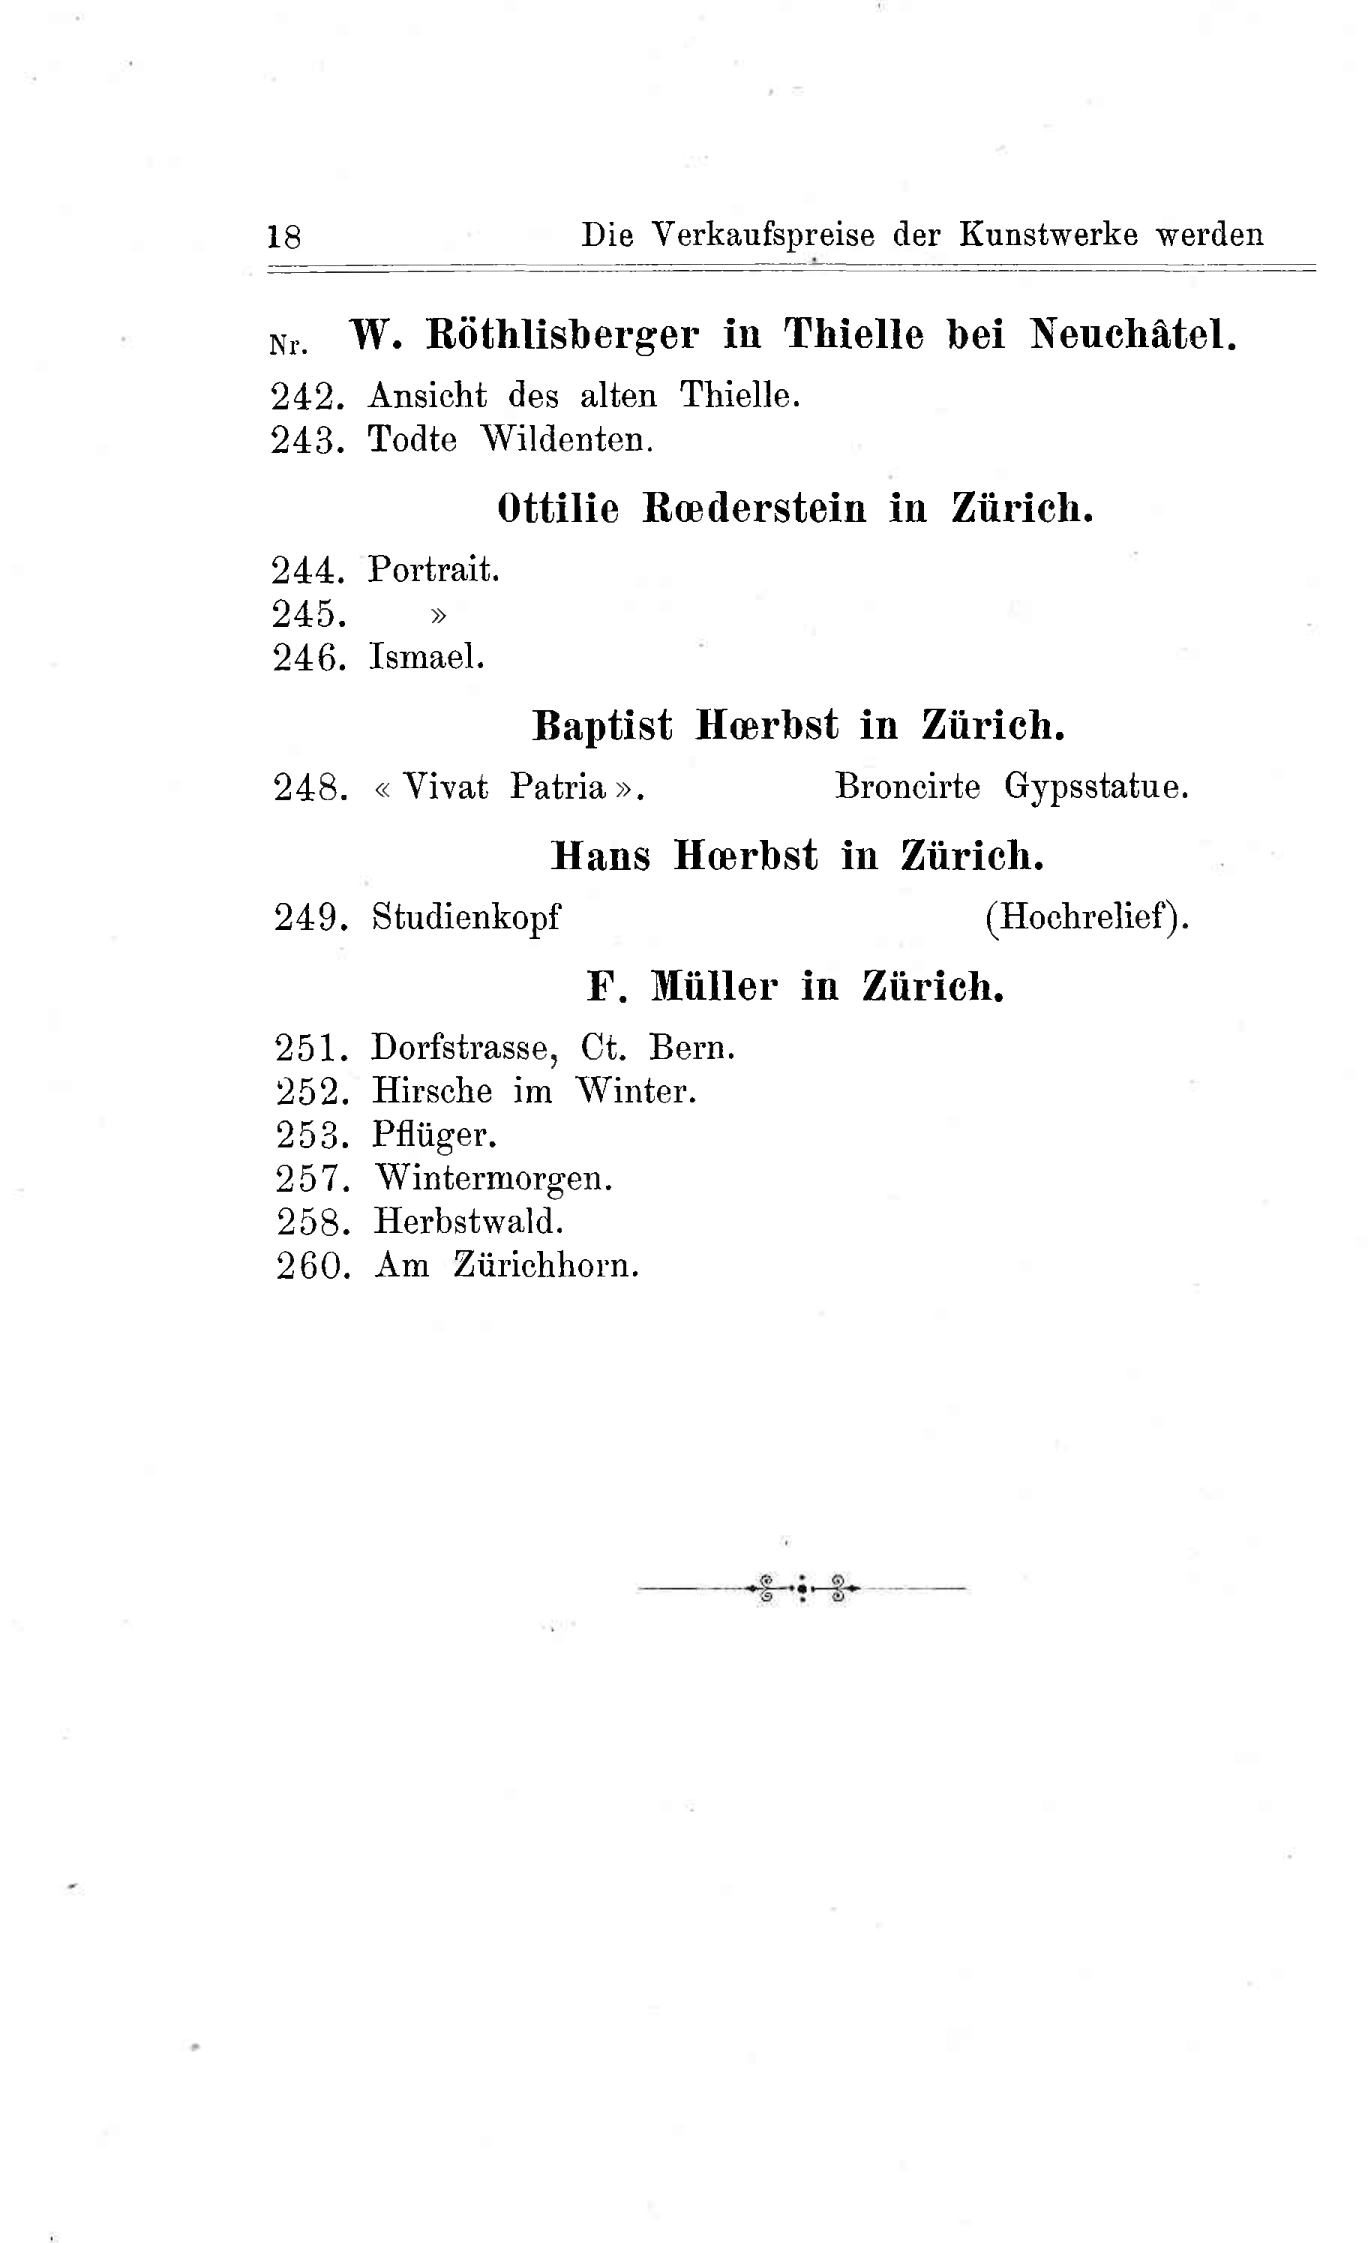 18 Die Verkaufspreise der Kunstwerke werden
Nr. W. Röthlisberger in Thielle bei Neuchâtel.
242. Ansicht des alten Thielle.
243. Todte Wildenten.
Ottilie Rœderstein in Zürich.
244. Portrait.
245. »
246. Ismael.
Baptist Hœrbst in Zürich.
248. « Vivat Patria ». Broncirte Gypsstatue.
Hans Hœrbst in Zürich.
249. Studienkopf (Hochrelief).
F. Müller in Zürich.
251. Dorfstrasse, Ct. Bern.
252. Hirsche im Winter.
253. Pflüger.
257. Wintermorgen.
258. Herbstwald.
260. Am Zürichhorn.